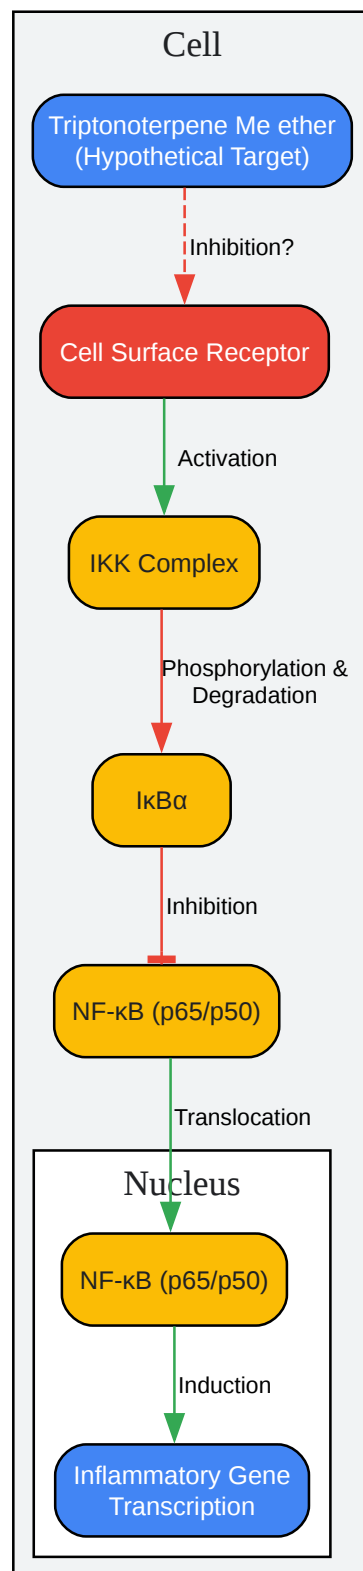 Cell
Triptonoterpene Me ether
(Hypothetical Target)
Inhibition?
Cell Surface Receptor
Activation
IKK Complex
Phosphorylation &
Degradation
IκBα
Inhibition
NF-κB (p65/p50)
Translocation
Nucleus
NF-κB (p65/p50)
Induction
Inflammatory Gene
Transcription